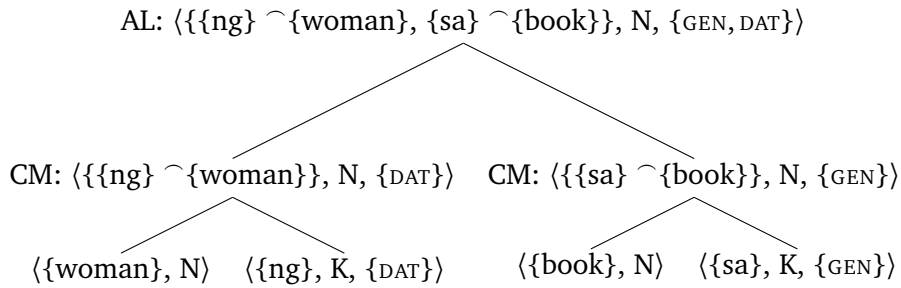 AL: ⟨{{ng} ⌒{woman}, {sa} ⌒{book}}, N, {GEN, DAT}⟩
CM: ⟨{{ng} ⌒{woman}}, N, {DAT}⟩ CM: ⟨{{sa} ⌒{book}}, N, {GEN}⟩
⟨{woman}, N⟩ ⟨{ng}, K, {DAT}⟩ ⟨{book}, N⟩ ⟨{sa}, K, {GEN}⟩